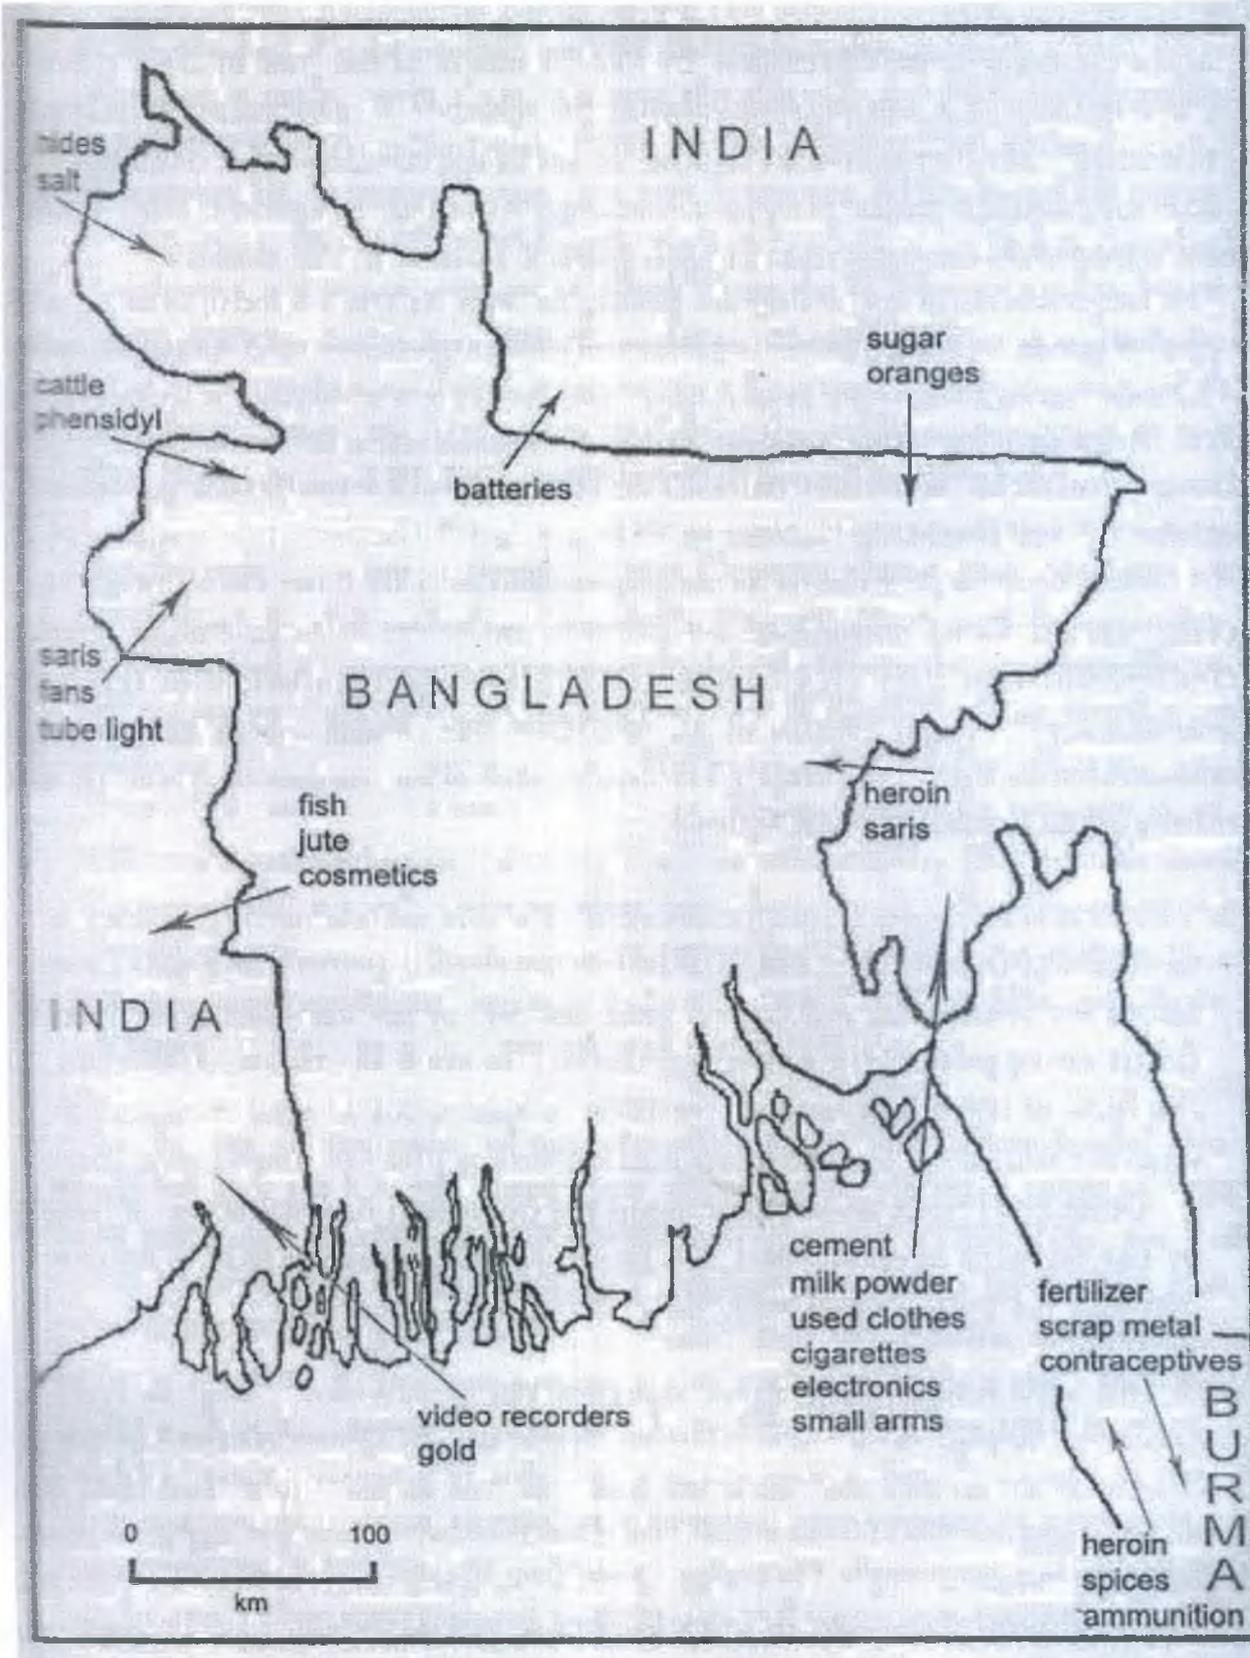 INDIA
hides
salt
sugar
oranges
cattle
phensidyl
batteries
saris
fans
tube light
BANGLADESH
heroin
saris
fish
jute
cosmetics
INDIA
cement
milk powder
used clothes
cigarettes
electronics
small arms
fertilizer
scrap metal
contraceptives
BURMA
video recorders
gold
0 100
km
heroin
spices
ammunition